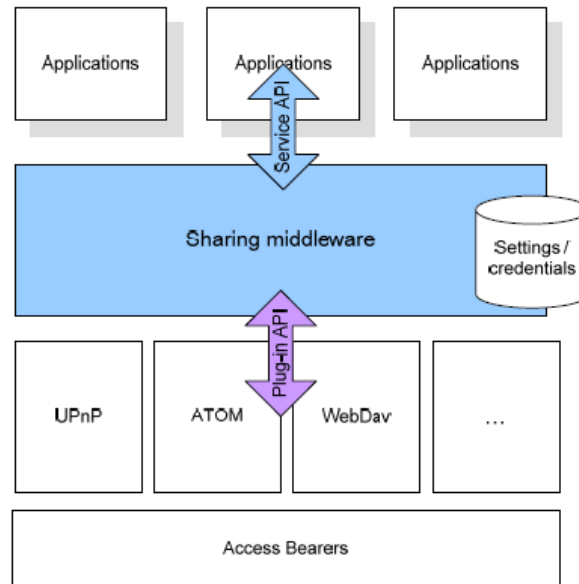 Applications
Applications
Applications
Service API
Sharing middleware
Settings /
credentials
Plug-in API
UPnP
ATOM
WebDav
...
Access Bearers